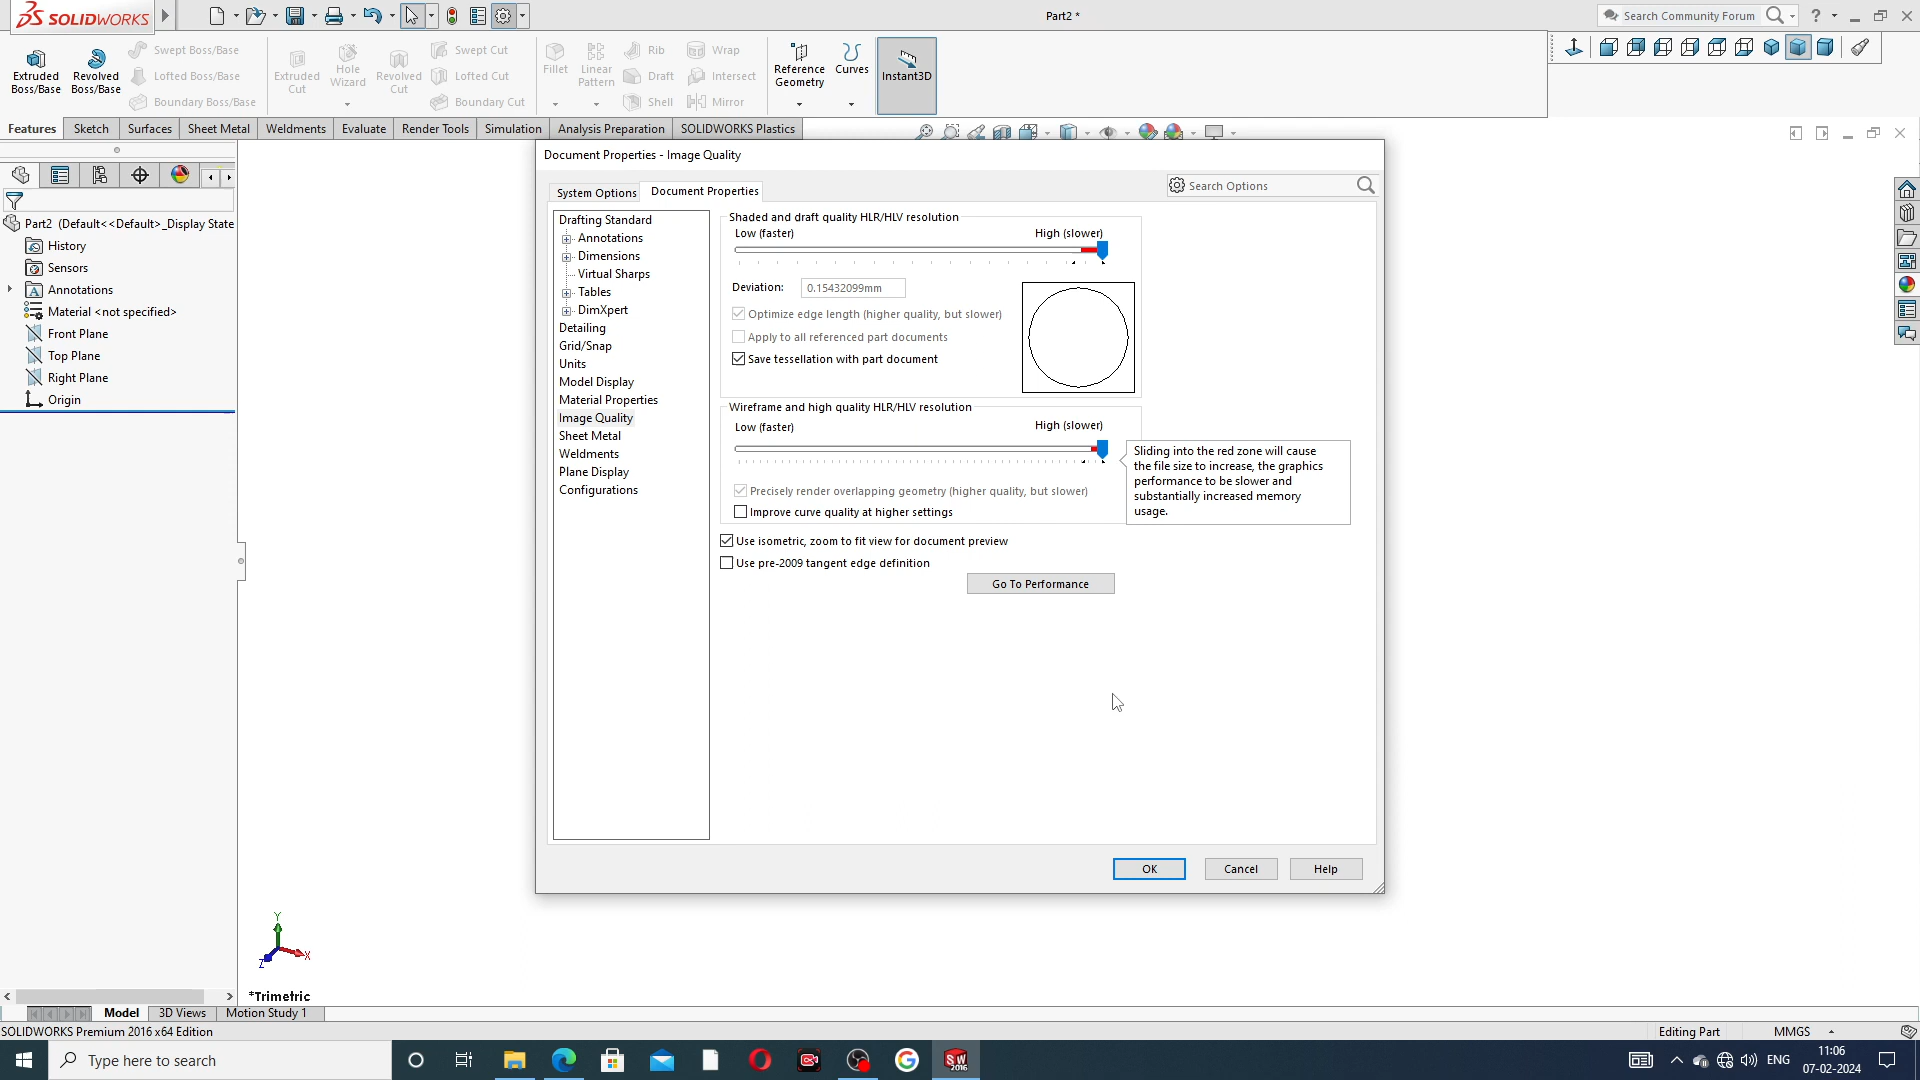 SOLIDWORKS
Part2 *
Search Community Forum
?
Extruded
Boss/Base
Revolved
Boss/Base
Swept Boss/Base
Lofted Boss/Base
Boundary Boss/Base
Extruded
Cut
Hole
Wizard
Revolved
Cut
Swept Cut
Lofted Cut
Boundary Cut
Fillet
Linear
Pattern
Rib
Draft
Shell
Wrap
Intersect
Mirror
Reference
Geometry
Curves
Instant3D
Features
Sketch
Surfaces
Sheet Metal
Weldments
Evaluate
Render Tools
Simulation
Analysis Preparation
SOLIDWORKS Plastics
Part2 (Default<<Default>_Display State
History
Sensors
Annotations
Material <not specified>
Front Plane
Top Plane
Right Plane
Origin
Document Properties - Image Quality
System Options
Document Properties
Search Options
Drafting Standard
Annotations
Dimensions
Virtual Sharps
Tables
DimXpert
Detailing
Grid/Snap
Units
Model Display
Material Properties
Image Quality
Sheet Metal
Weldments
Plane Display
Configurations
Shaded and draft quality HLR/HLV resolution
Low (faster)
High (slower)
Deviation:
0.15432099mm
Optimize edge length (higher quality, but slower)
Apply to all referenced part documents
Save tessellation with part document
Wireframe and high quality HLR/HLV resolution
Low (faster)
High (slower)
Precisely render overlapping geometry (higher quality, but slower)
Improve curve quality at higher settings
Sliding into the red zone will cause
the file size to increase, the graphics
performance to be slower and
substantially increased memory
usage.
Use isometric, zoom to fit view for document preview
Use pre-2009 tangent edge definition
Go To Performance
OK
Cancel
Help
Y
X
Z
*Trimetric
Model
3D Views
Motion Study 1
SOLIDWORKS Premium 2016 x64 Edition
Editing Part
MMGS
Type here to search
SW
2016
ENG
11:06
07-02-2024